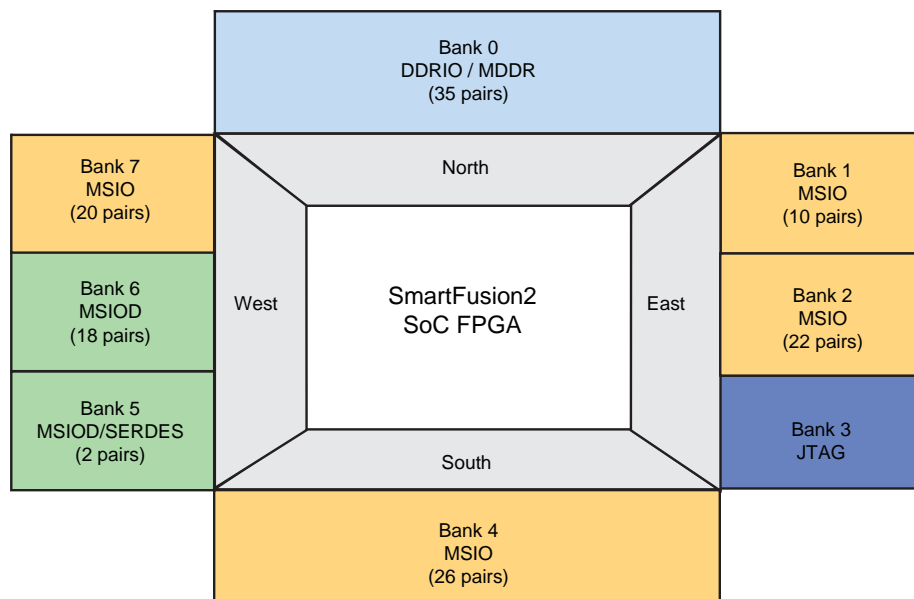 Bank 0
DDRIO / MDDR
(35 pairs)
Bank 7
MSIO
(20 pairs)
North
Bank 1
MSIO
(10 pairs)
Bank 6
MSIOD
(18 pairs)
West
SmartFusion2
SoC FPGA
East
Bank 2
MSIO
(22 pairs)
Bank 5
MSIOD/SERDES
(2 pairs)
South
Bank 3
JTAG
Bank 4
MSIO
(26 pairs)